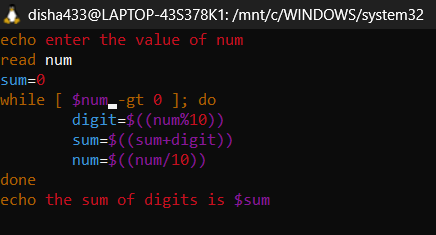 disha433@LAPTOP-43S378K1: /mnt/c/WINDOWS/system32
echo enter the value of num
read num
sum=0
while [ $num -gt 0 ]; do
        digit=$((num%10))
        sum=$((sum+digit))
        num=$((num/10))
done
echo the sum of digits is $sum